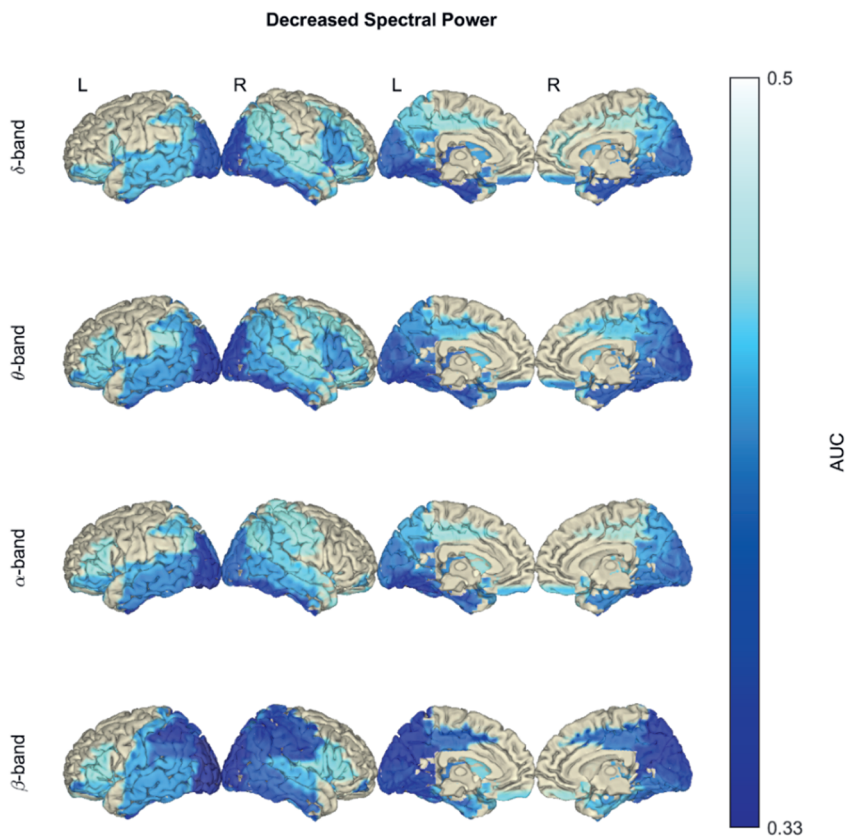 Decreased Spectral Power
L R L R
0.5
δ-band
θ-band
α-band
AUC
β-band
0.33